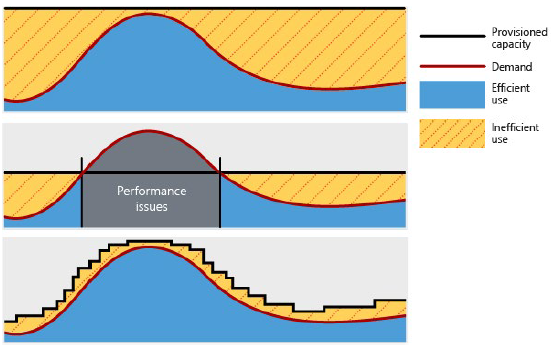 Provisioned
capacity
Demand
Efficient
use
Inefficient
use
Performance
issues